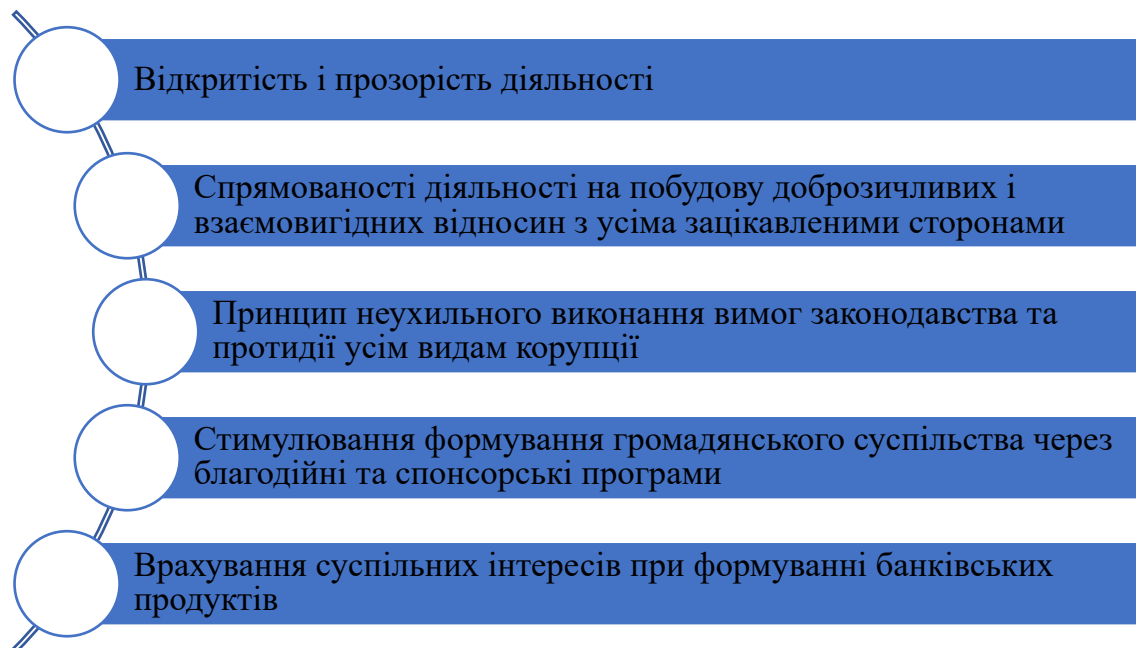 Відкритість і прозорість діяльності
Спрямованості діяльності на побудову доброзичливих і
взаємовигідних відносин з усіма зацікавленими сторонами
Принцип неухильного виконання вимог законодавства та
протидії усім видам корупції
Стимулювання формування громадянського суспільства через
благодійні та спонсорські програми
Врахування суспільних інтересів при формуванні банківських
продуктів